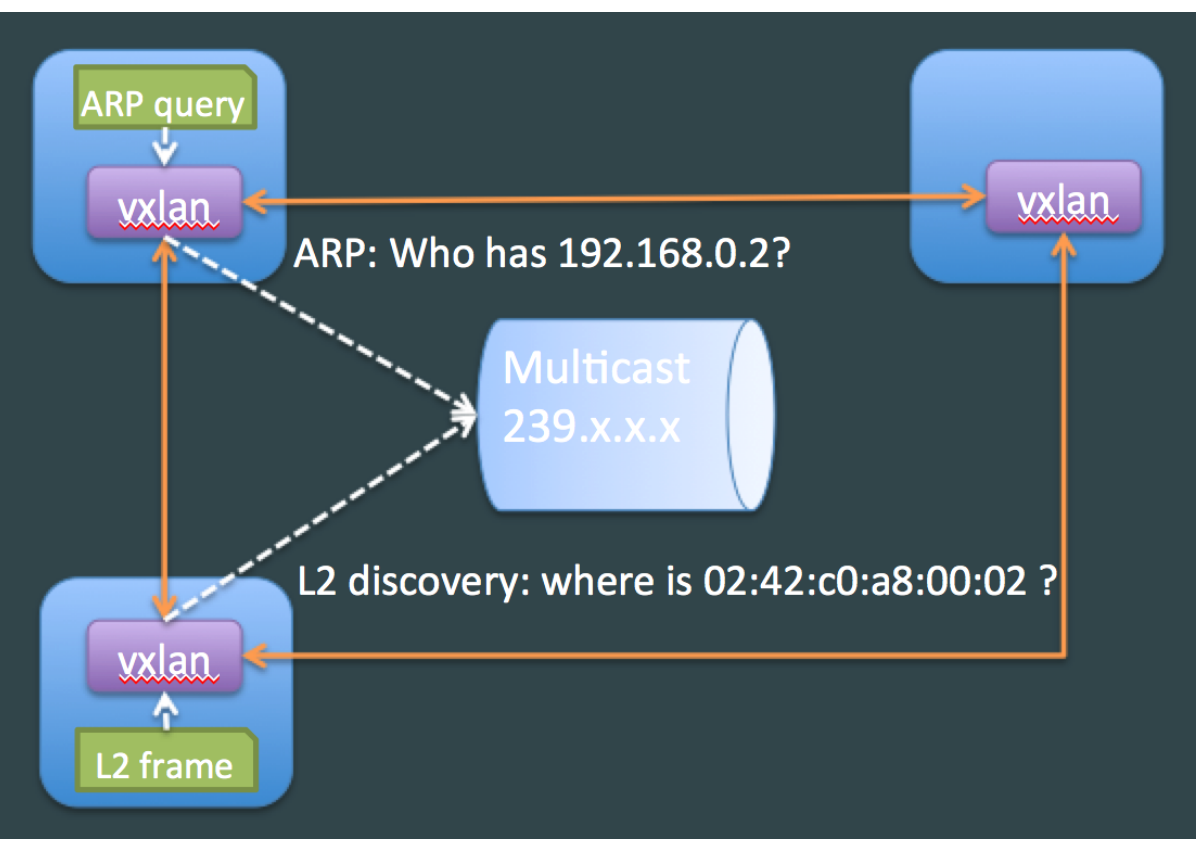 ARP query
vxlan
vxlan
ARP: Who has 192.168.0.2?
Multicast
239.x.x.x
L2 discovery: where is 02:42:c0:a8:00:02 ?
vxlan
L2 frame